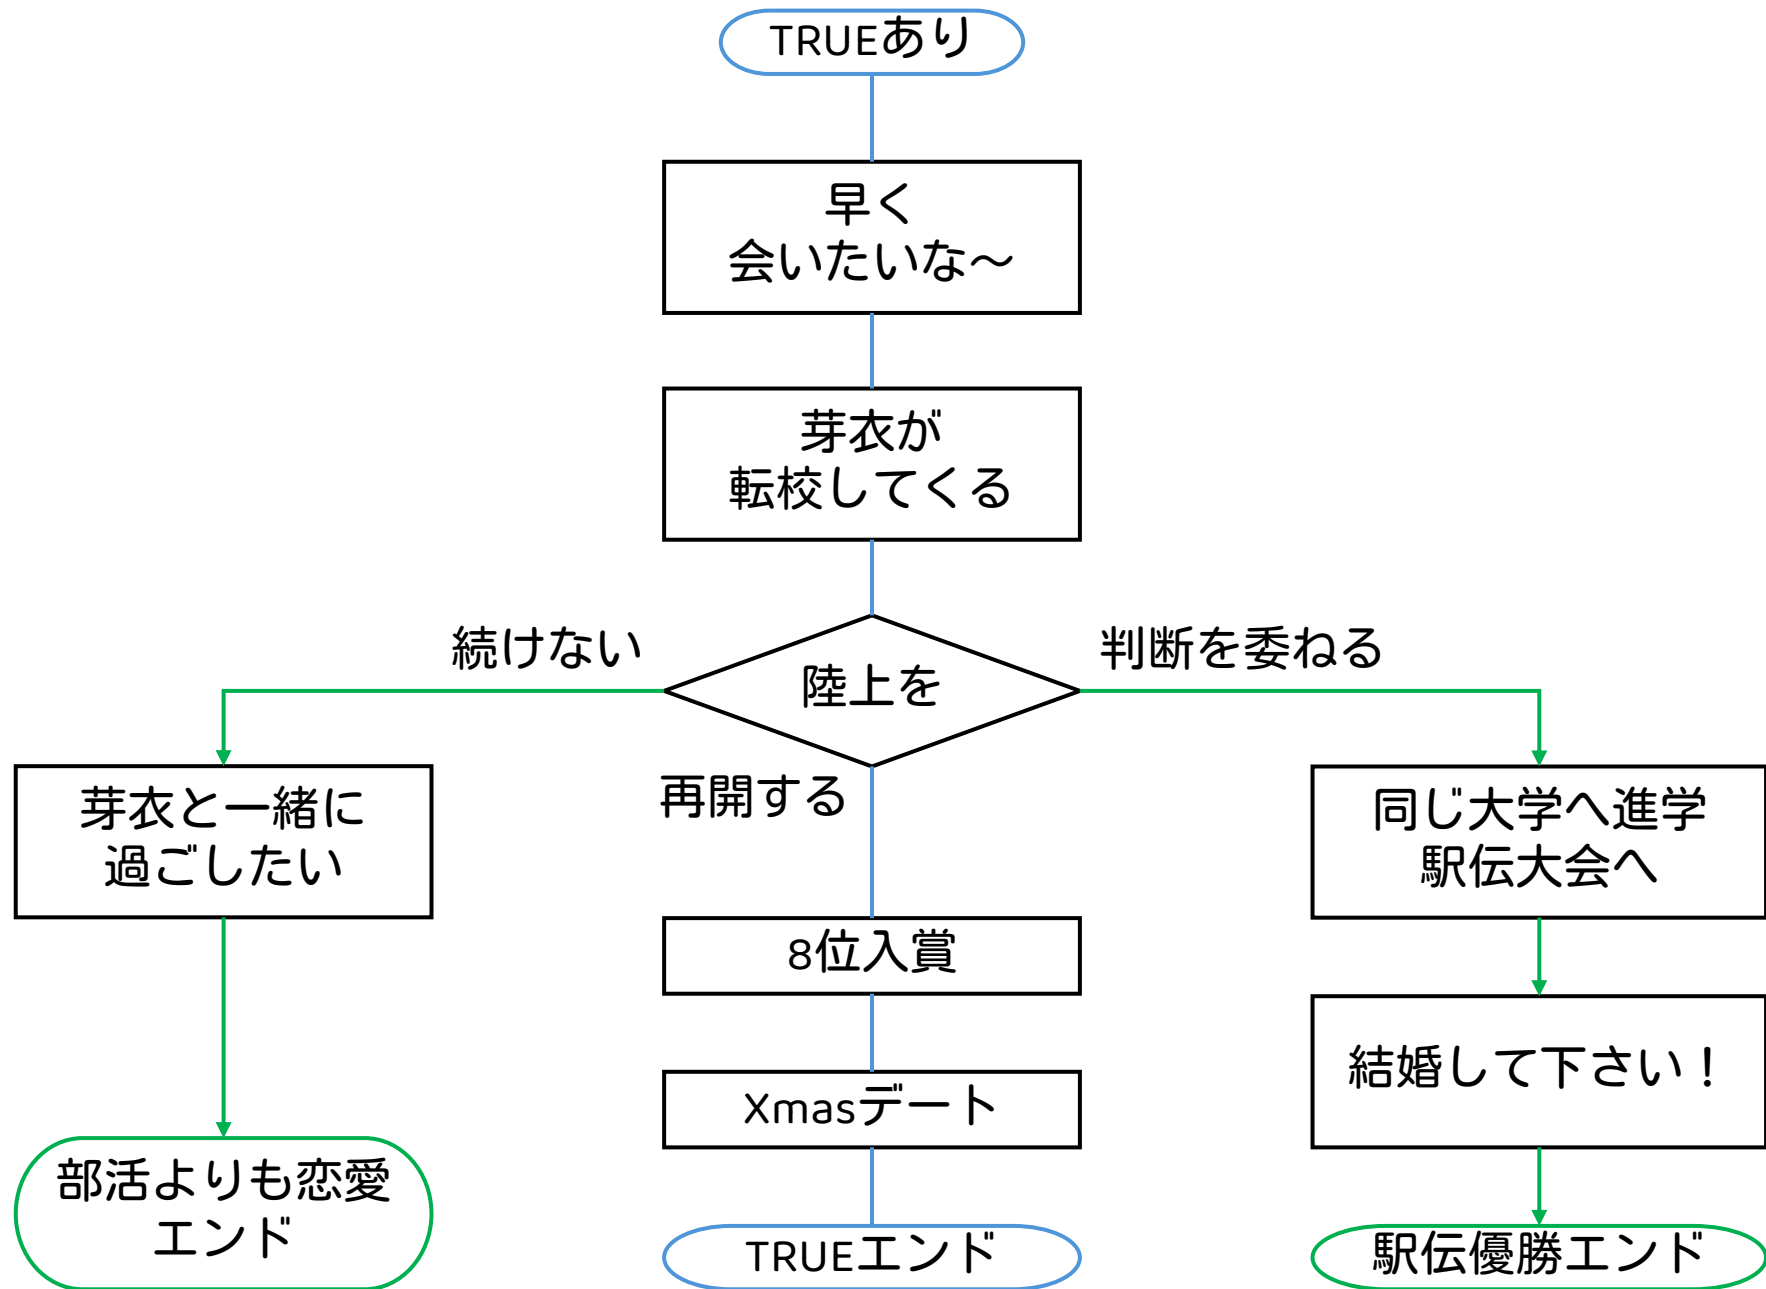 TRUEあり
早く
会いたいな～
芽衣が
転校してくる
続けない
陸上を
判断を委ねる
再開する
芽衣と一緒に
過ごしたい
同じ大学へ進学
駅伝大会へ
8位入賞
結婚して下さい！
Xmasデート
部活よりも恋愛
エンド
TRUEエンド
駅伝優勝エンド